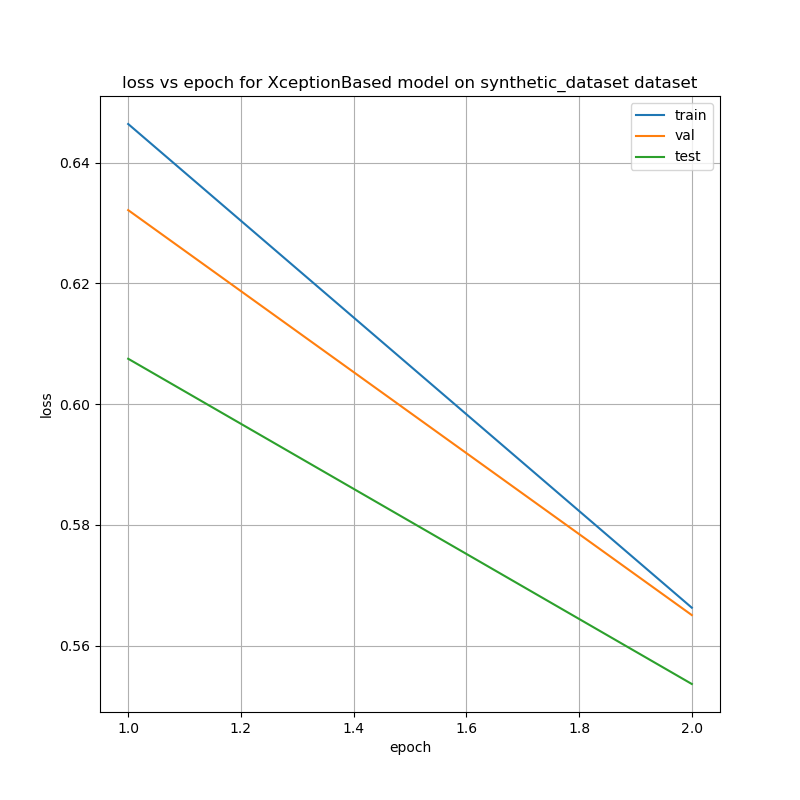 loss vs epoch for XceptionBased model on synthetic_dataset dataset
train
val
test
0.64
0.62
0.60
0.58
0.56
loss
1.0 1.2 1.4 1.6 1.8 2.0
epoch